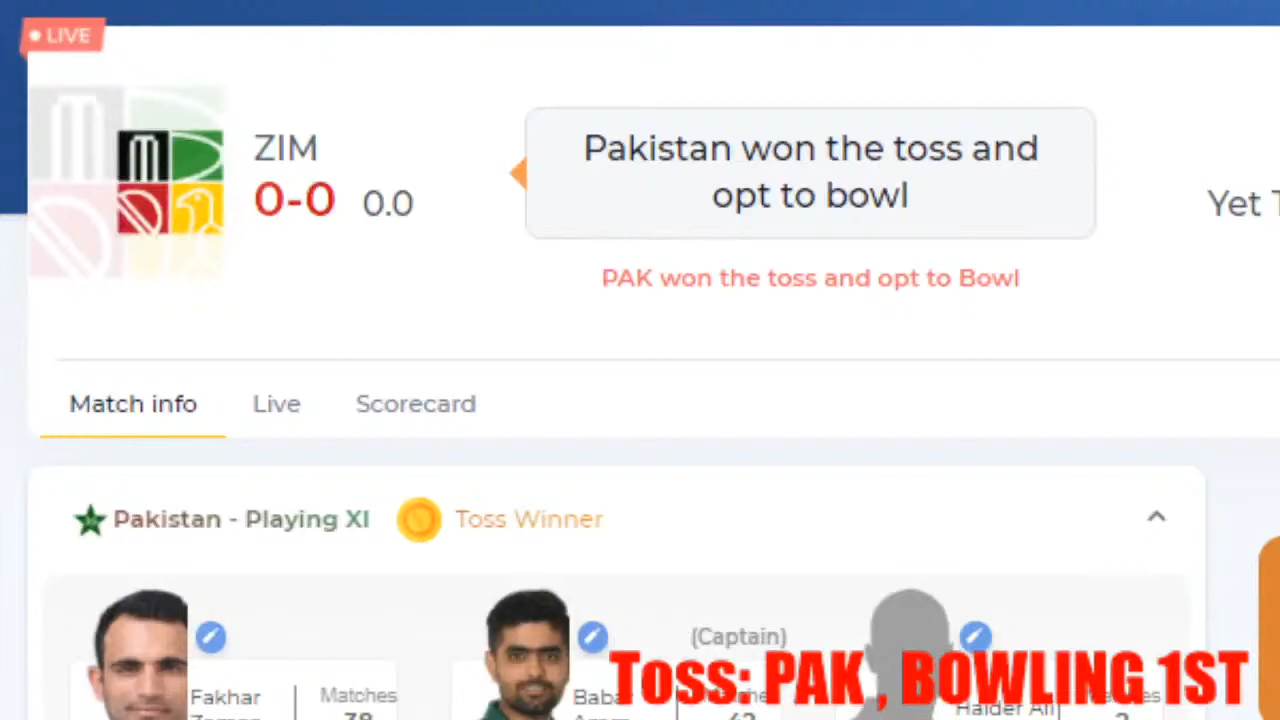 LIVE
ZIM
0-0 0.0
Pakistan won the toss and
opt to bowl
Yet
PAK won the toss and opt to Bowl
Match info Live Scorecard
Pakistan - Playing XI Toss Winner
(Captain)
Fakhar Matches
Haider Ali
Toss: PAK , BOWLING 1ST